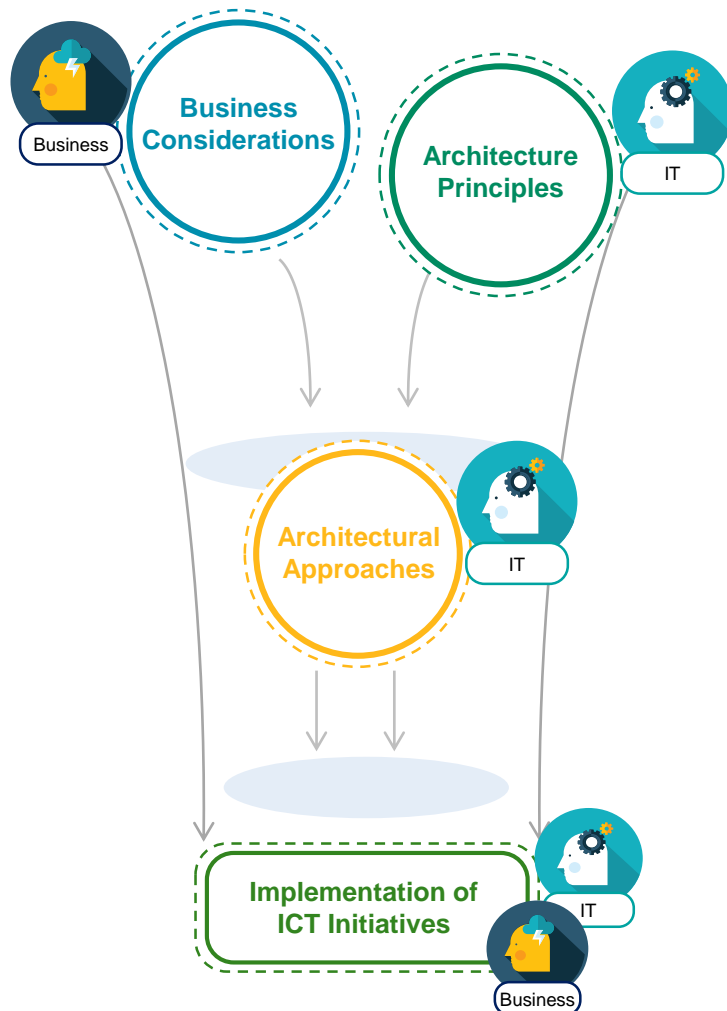 Business
Considerations
Business
Architecture
Principles
IT
Architectural
Approaches
IT
Implementation of
ICT Initiatives
IT
Business